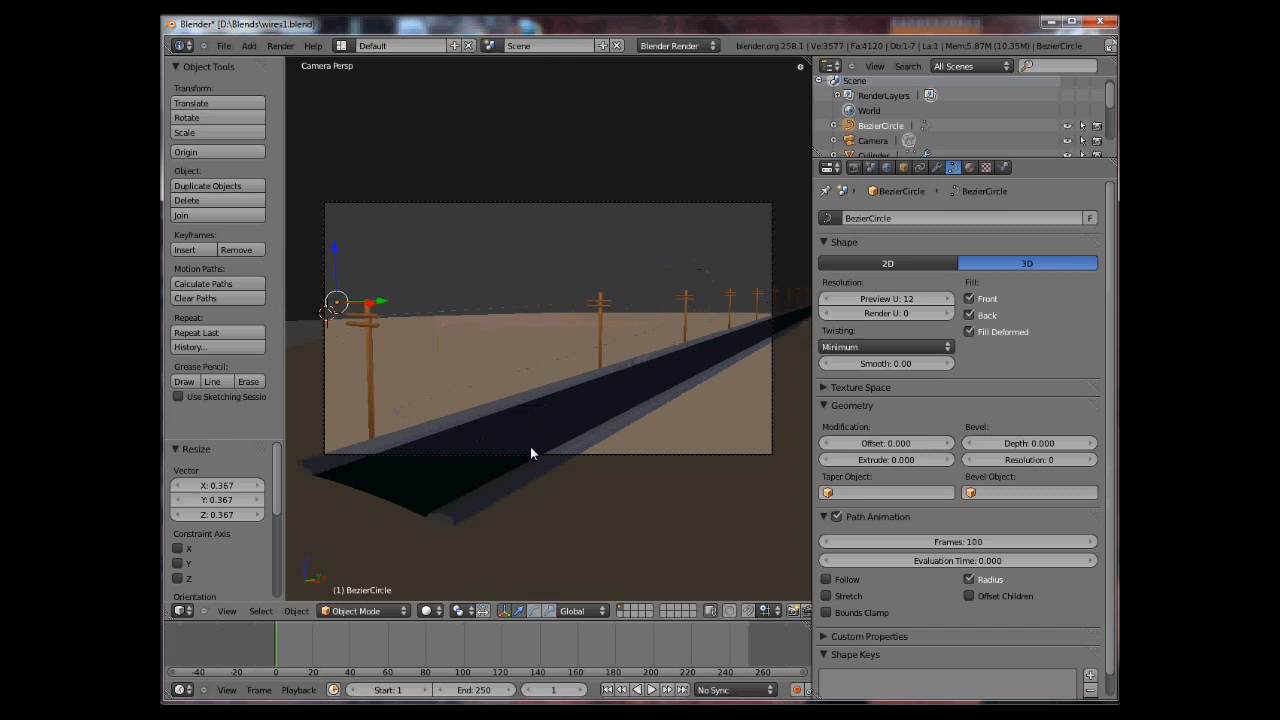 Blender* [D:\Blends\wires1.blend]
File Add Render Help Default Scene Blender Render blender.org 258.1 | Ve:3577 | Fa:4120 | Ob:1-7 | La:1 | Mem:5.87M (10.35M) | BezierCircle
Object Tools
Transform:
Translate
Rotate
Scale
Origin
Object:
Duplicate Objects
Delete
Join
Keyframes:
Insert Remove
Motion Paths:
Calculate Paths
Clear Paths
Repeat:
Repeat Last
History...
Grease Pencil:
Draw Line Erase
Use Sketching Sessio
Resize
Vector
X: 0.367
Y: 0.367
Z: 0.367
Constraint Axis
X
Y
Z
Orientation
Camera Persp
(1) BezierCircle
View Select Object Object Mode Global
-40 -20 0 20 40 60 80 100 120 140 160 180 200 220 240 260
View Frame Playback Start: 1 End: 250 1 No Sync
View Search All Scenes
Scene
RenderLayers
World
BezierCircle
Camera
Cylinder
BezierCircle BezierCircle
BezierCircle F
Shape
2D 3D
Resolution: Fill:
Preview U: 12 Front
Render U: 0 Back
Twisting: Fill Deformed
Minimum
Smooth: 0.00
Texture Space
Geometry
Modification: Bevel:
Offset: 0.000 Depth: 0.000
Extrude: 0.000 Resolution: 0
Taper Object: Bevel Object:
Path Animation
Frames: 100
Evaluation Time: 0.000
Follow Radius
Stretch Offset Children
Bounds Clamp
Custom Properties
Shape Keys